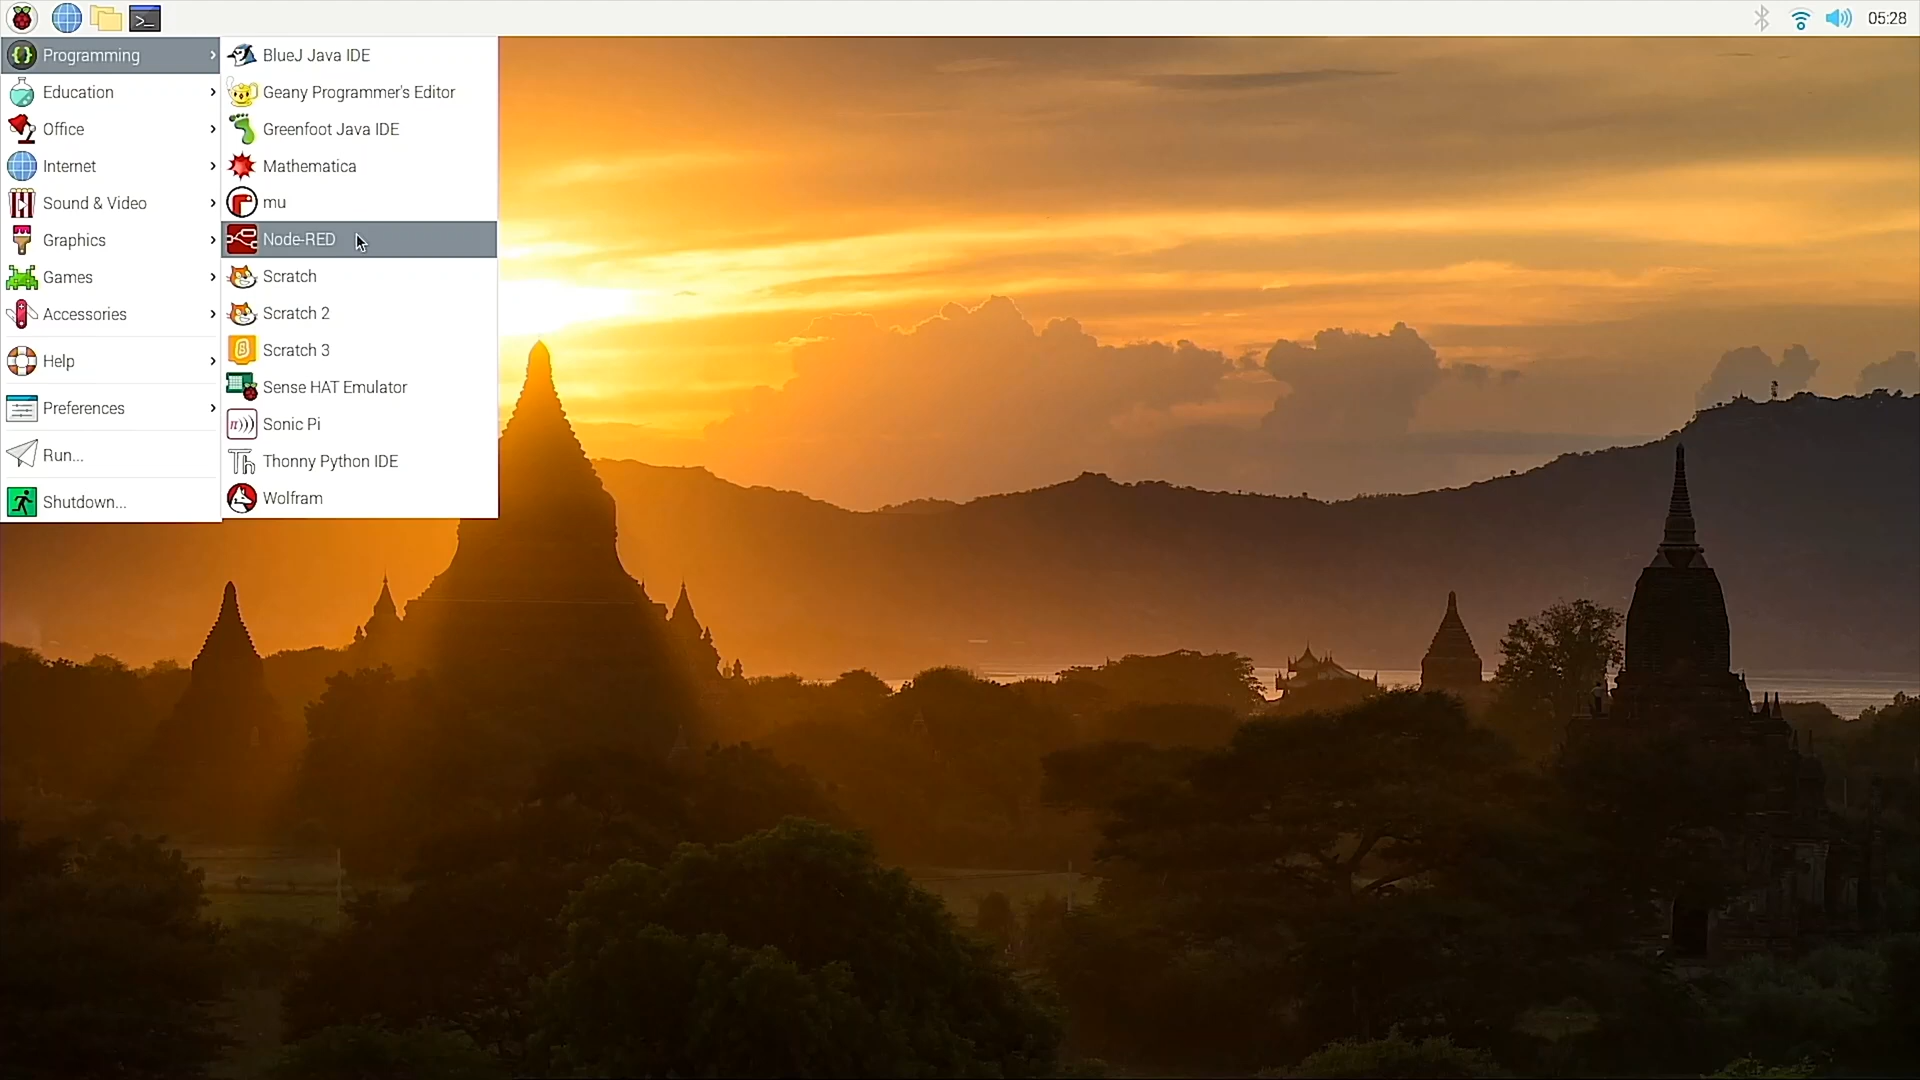 05:28
Programming
Education
Office
Internet
Sound & Video
Graphics
Games
Accessories
Help
Preferences
Run...
Shutdown...
BlueJ Java IDE
Geany Programmer's Editor
Greenfoot Java IDE
Mathematica
mu
Node-RED
Scratch
Scratch 2
Scratch 3
Sense HAT Emulator
Sonic Pi
Thonny Python IDE
Wolfram